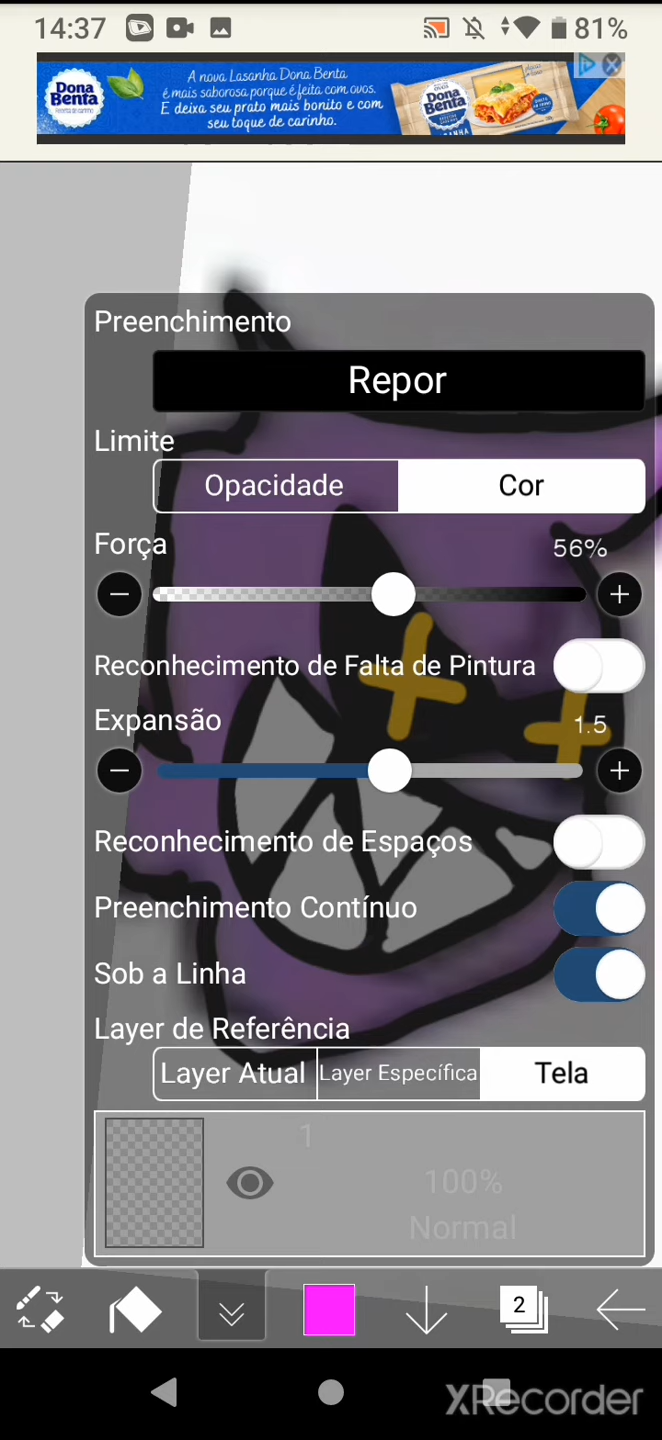 14:37
81%
Dona
Benta
A nova Lasanha Dona Benta
é mais saborosa porque é feita com ovos.
E deixa seu prato mais bonito e com
seu toque de carinho.
Dona
Benta
Preenchimento
Repor
Limite
Opacidade
Cor
Força
56%
Reconhecimento de Falta de Pintura
Expansão
1.5
Reconhecimento de Espaços
Preenchimento Contínuo
Sob a Linha
Layer de Referência
Layer Atual
Layer Específica
Tela
1
100%
Normal
2
XRecorder